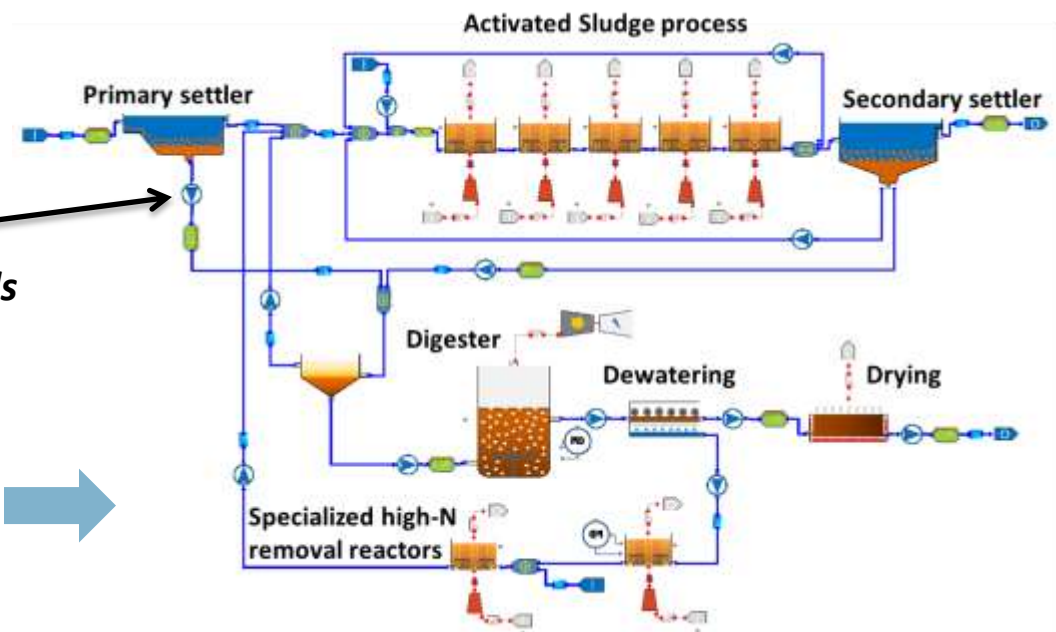 Activated Sludge process
Primary settler
Secondary settler
Digester
Dewatering
Drying
Specialized high-N
removal reactors